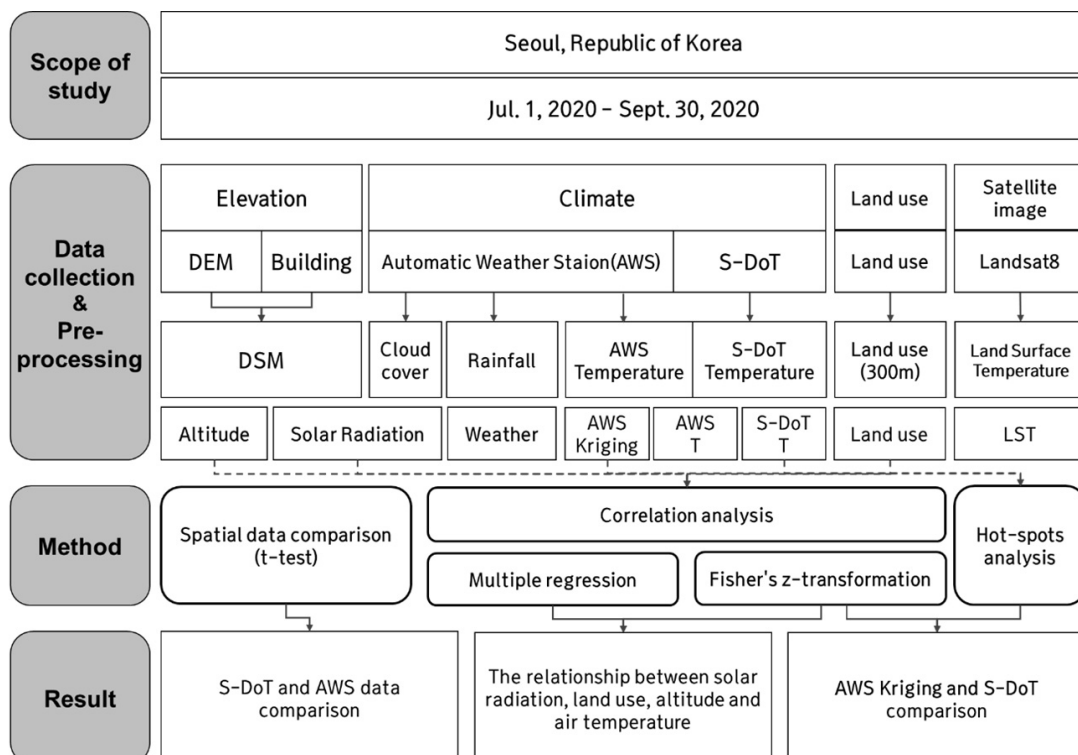 Scope of
study
Seoul, Republic of Korea
Jul. 1, 2020 - Sept. 30, 2020
Data
collection
&
Pre-
processing
Elevation
Climate
Land use
Satellite
image
DEM
Building
Automatic Weather Staion(AWS)
S-DoT
Land use
Landsat8
DSM
Cloud
cover
Rainfall
AWS
Temperature
S-DoT
Temperature
Land use
(300m)
Land Surface
Temperature
Altitude
Solar Radiation
Weather
AWS
Kriging
AWS
T
S-DoT
T
Land use
LST
Method
Spatial data comparison
(t-test)
Correlation analysis
Multiple regression
Fisher's z-transformation
Hot-spots
analysis
Result
S-DoT and AWS data
comparison
The relationship between solar
radiation, land use, altitude and
air temperature
AWS Kriging and S-DoT
comparison